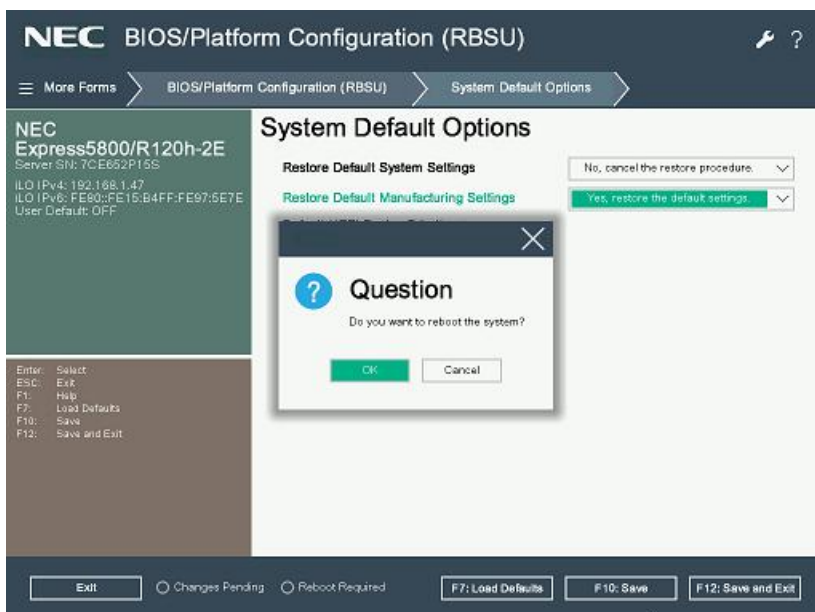 NEC BIOS/Platform Configuration (RBSU)
?
More Forms BIOS/Platform Configuration (RBSU) System Default Options
NEC
Express5800/R120h-2E
Server SN: 7CE652P15S
iLO IPv4: 192.168.1.47
iLO IPv6: FE80::FE15:B4FF:FE97:5E7E
User Default: OFF
System Default Options
Restore Default System Settings No, cancel the restore procedure.
Restore Default Manufacturing Settings Yes, restore the default settings.
?
Question
Do you want to reboot the system?
OK Cancel
Enter: Select
ESC: Exit
F1: Help
F7: Load Defaults
F10: Save
F12: Save and Exit
Exit Changes Pending Reboot Required F7: Load Defaults F10: Save F12: Save and Exit